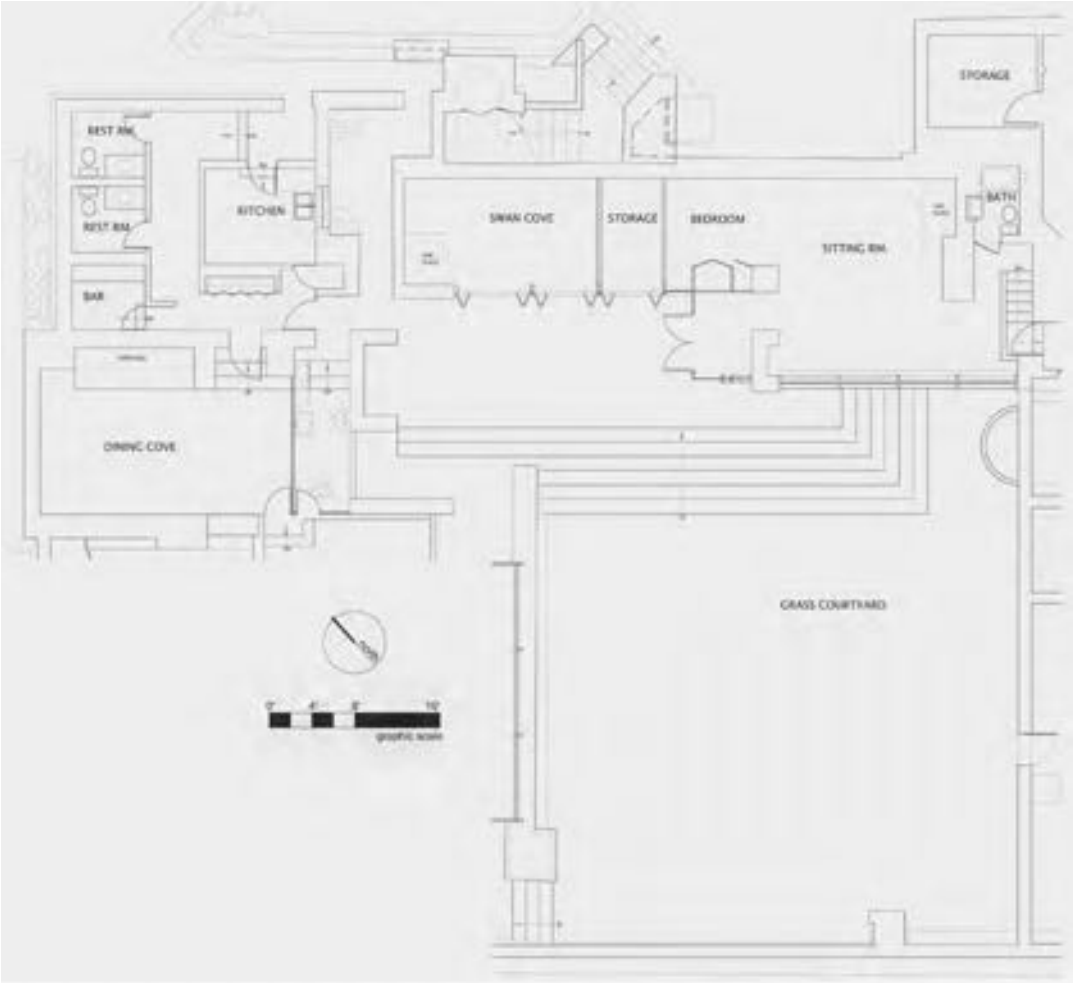 STORAGE
REST RM.
KITCHEN
REST RM.
BAR
SWAN COVE
STORAGE
BEDROOM
SITTING RM.
BATH
DINING COVE
GRASS COURTYARD
0' 4' 8' 16'
graphic scale